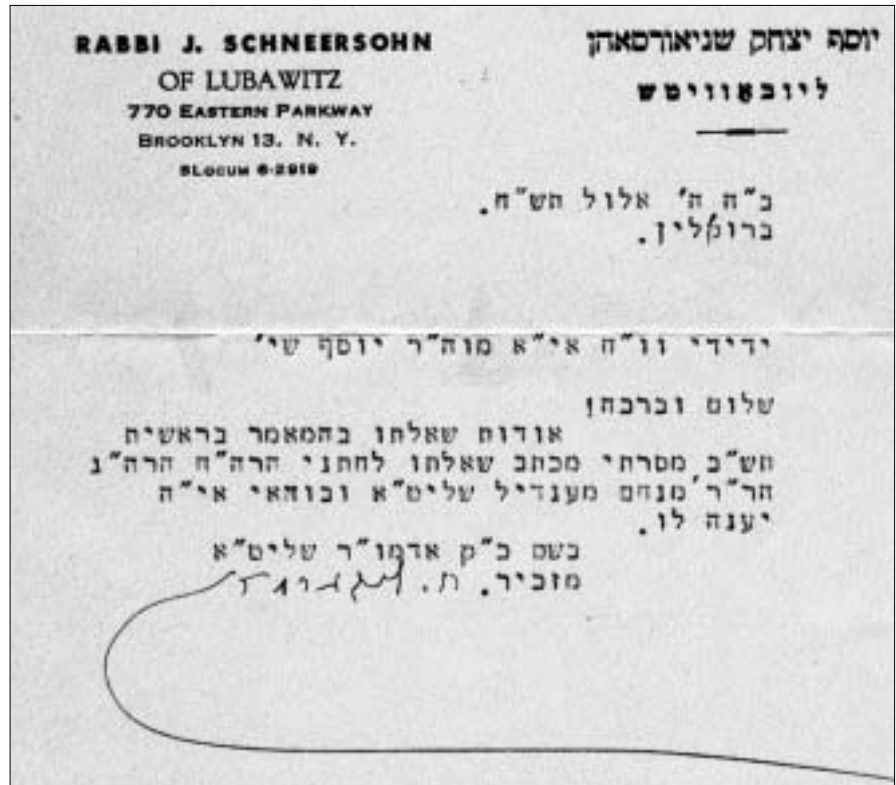 RABBI J. SCHNEERSOHN
OF LUBAWITZ
770 EASTERN PARKWAY
BROOKLYN 13, N. Y.
SLOCUM 6-2919
יוסף יצחק שניאורסאהן
ליובאוויטש
ב"ה ה' אלול תש"ח.
ברוקלין.
ידידי וו"ח אי"א מוה"ר יוסף שי'
שלום וברכה!
אודות שאלתו בהמאמר בראשית
תש"ב מסרתי מכתב שאלתו לחתני הרה"ח הרה"ג
הר"ר מנחם מענדיל שליט"א ובודאי אי"ה
יענה לו.
בשם כ"ק אדמו"ר שליט"א
מזכיר.